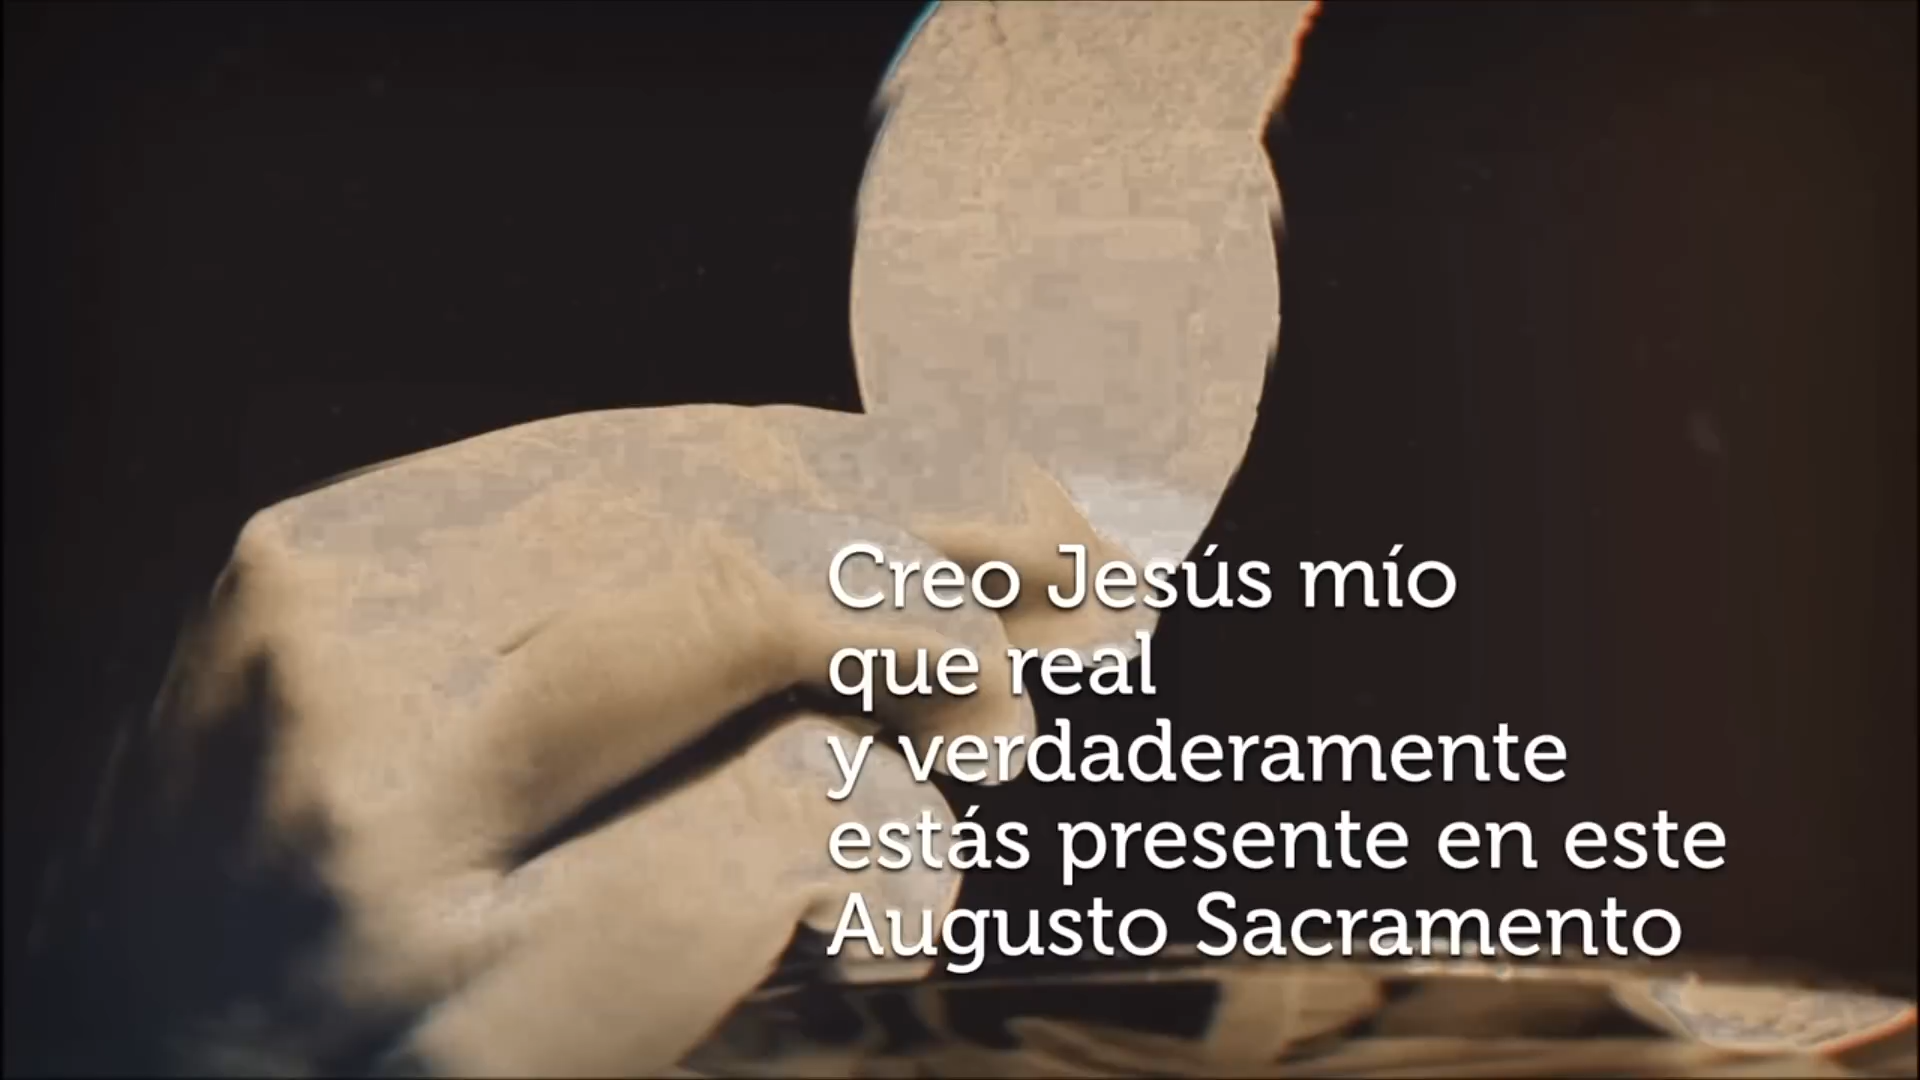 Creo Jesús mío
que real
y verdaderamente
estás presente en este
Augusto Sacramento